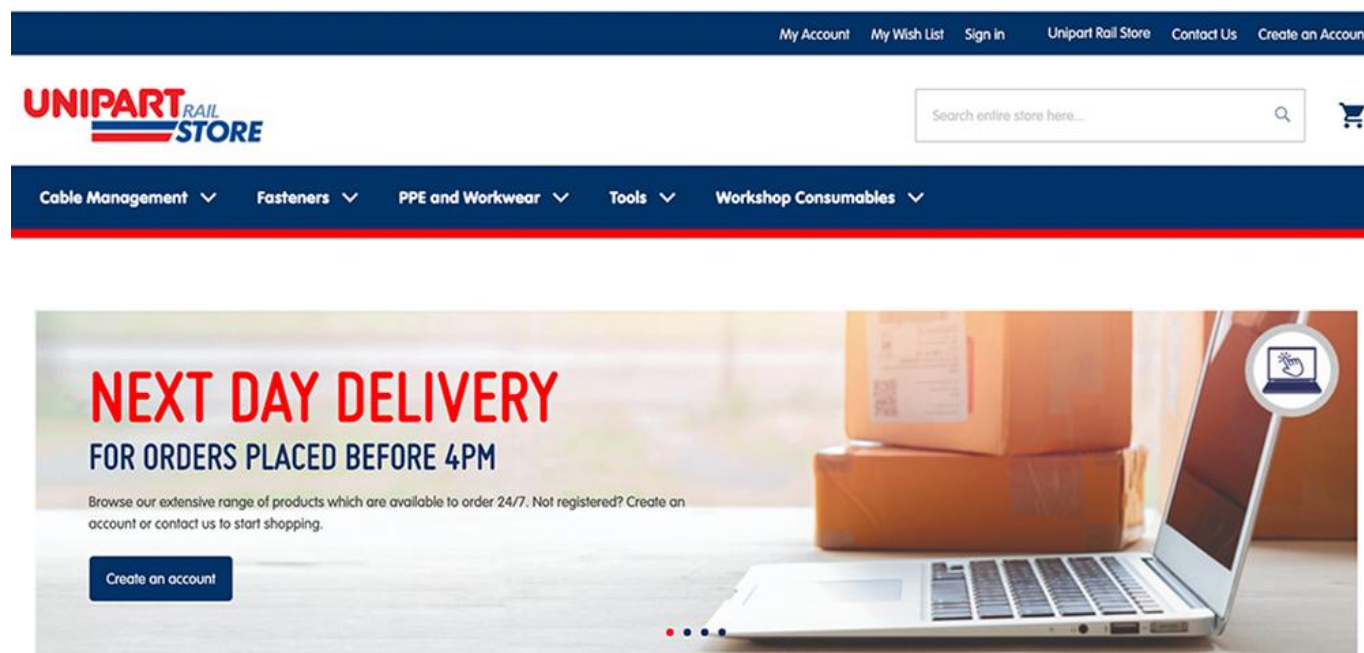 My Account My Wish List Sign in Unipart Rail Store Contact Us Create an Accoun
UNIPART RAIL
STORE
Search entire store here...
Cable Management Fasteners PPE and Workwear Tools Workshop Consumables
NEXT DAY DELIVERY
FOR ORDERS PLACED BEFORE 4PM
Browse our extensive range of products which are available to order 24/7. Not registered? Create an
account or contact us to start shopping.
Create an account